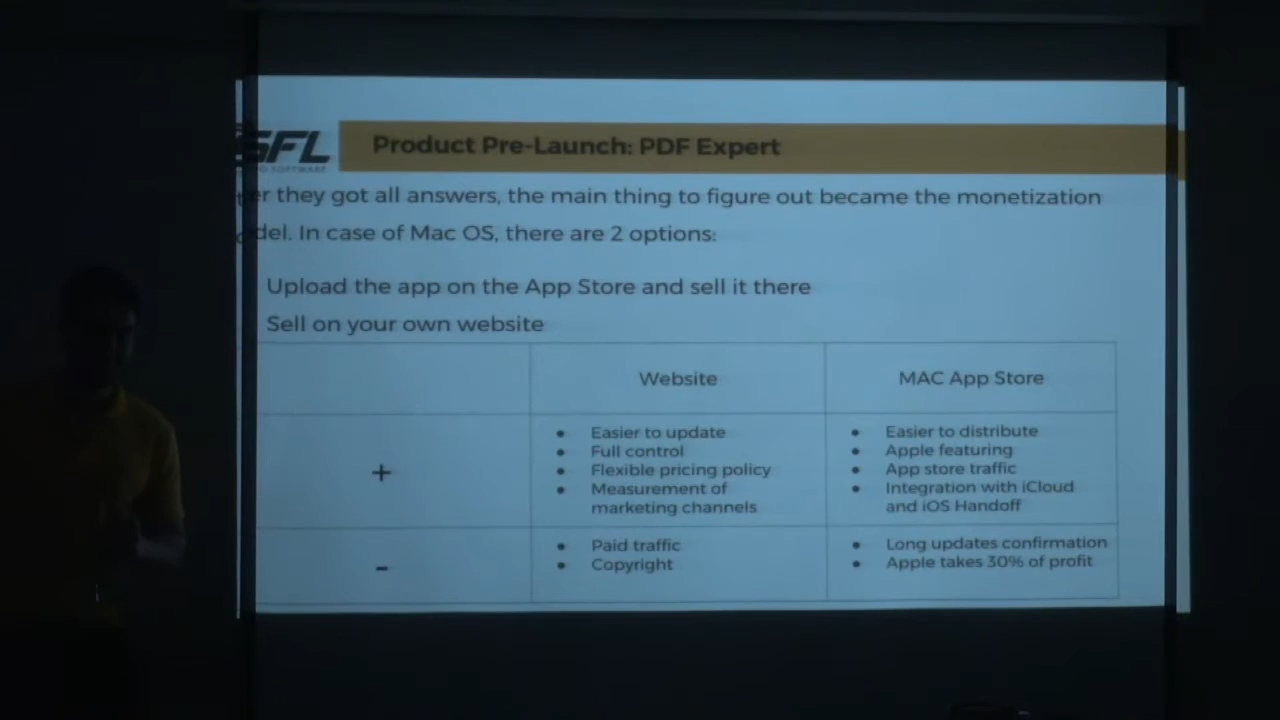 SFL
Product Pre-Launch: PDF Expert
they got all answers, the main thing to figure out became the monetization
In case of Mac OS, there are 2 options:
Upload the app on the App Store and sell it there
Sell on your own website
Website
MAC App Store
+
• Easier to update
• Full control
• Flexible pricing policy
• Measurement of
marketing channels
• Easier to distribute
• Apple featuring
• App store traffic
• Integration with iCloud
and iOS Handoff
-
• Paid traffic
• Copyright
• Long updates confirmation
• Apple takes 30% of profit